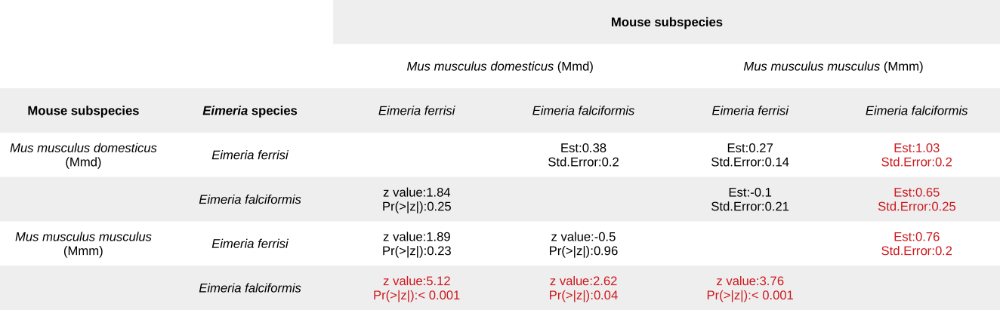 Mouse subspecies
Mus musculus domesticus (Mmd) Mus musculus musculus (Mmm)
Mouse subspecies Eimeria species Eimeria ferrisi Eimeria falciformis Eimeria ferrisi Eimeria falciformis
Mus musculus domesticus (Mmd) Eimeria ferrisi Est:0.38 Std.Error:0.2 Est:0.27 Std.Error:0.14 Est:1.03 Std.Error:0.2
Eimeria falciformis z value:1.84 Pr(>|z|):0.25 Est:-0.1 Std.Error:0.21 Est:0.65 Std.Error:0.25
Mus musculus musculus (Mmm) Eimeria ferrisi z value:1.89 Pr(>|z|):0.23 z value:-0.5 Pr(>|z|):0.96 Est:0.76 Std.Error:0.2
Eimeria falciformis z value:5.12 Pr(>|z|):< 0.001 z value:2.62 Pr(>|z|):0.04 z value:3.76 Pr(>|z|):< 0.001